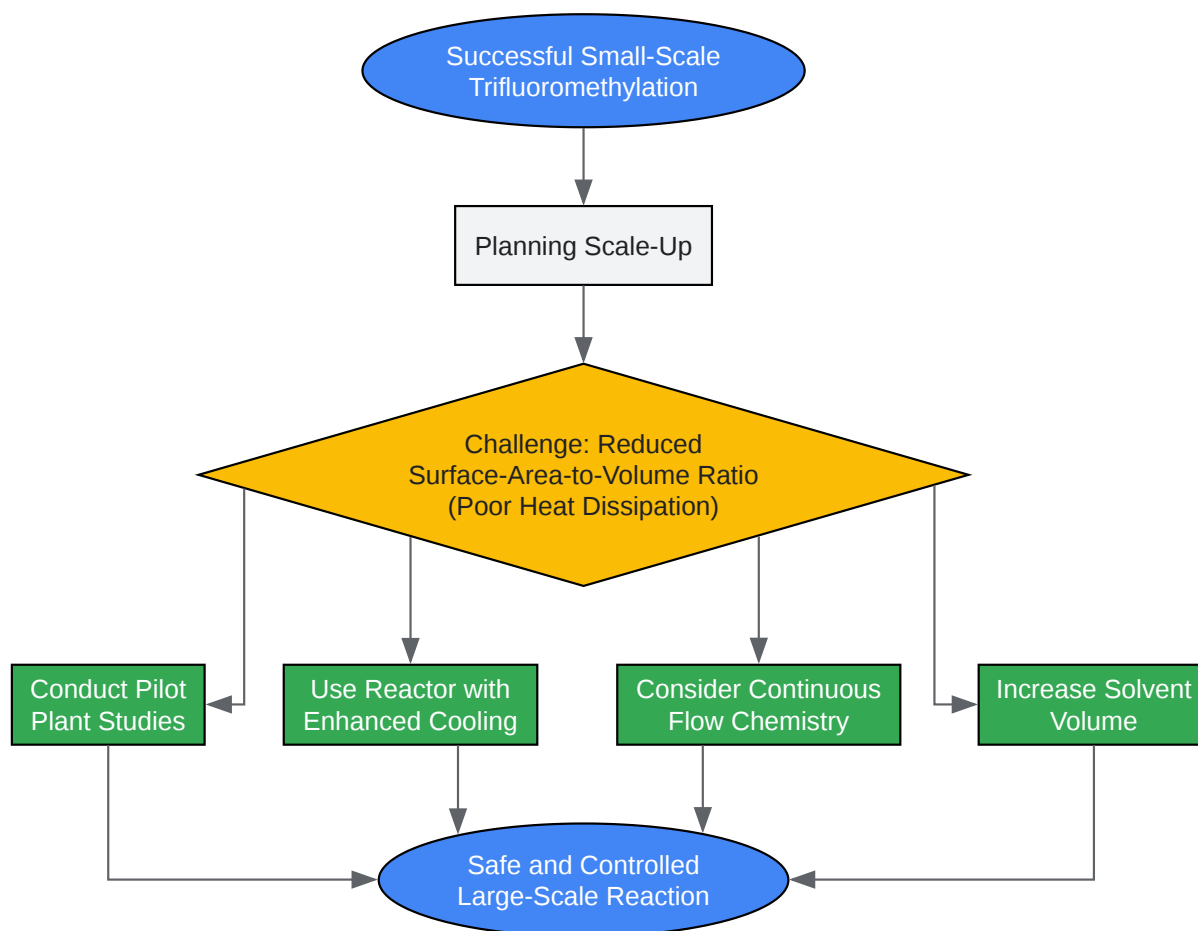 Successful Small-Scale
Trifluoromethylation
Planning Scale-Up
Challenge: Reduced
Surface-Area-to-Volume Ratio
(Poor Heat Dissipation)
Conduct Pilot
Plant Studies
Use Reactor with
Enhanced Cooling
Consider Continuous
Flow Chemistry
Increase Solvent
Volume
Safe and Controlled
Large-Scale Reaction